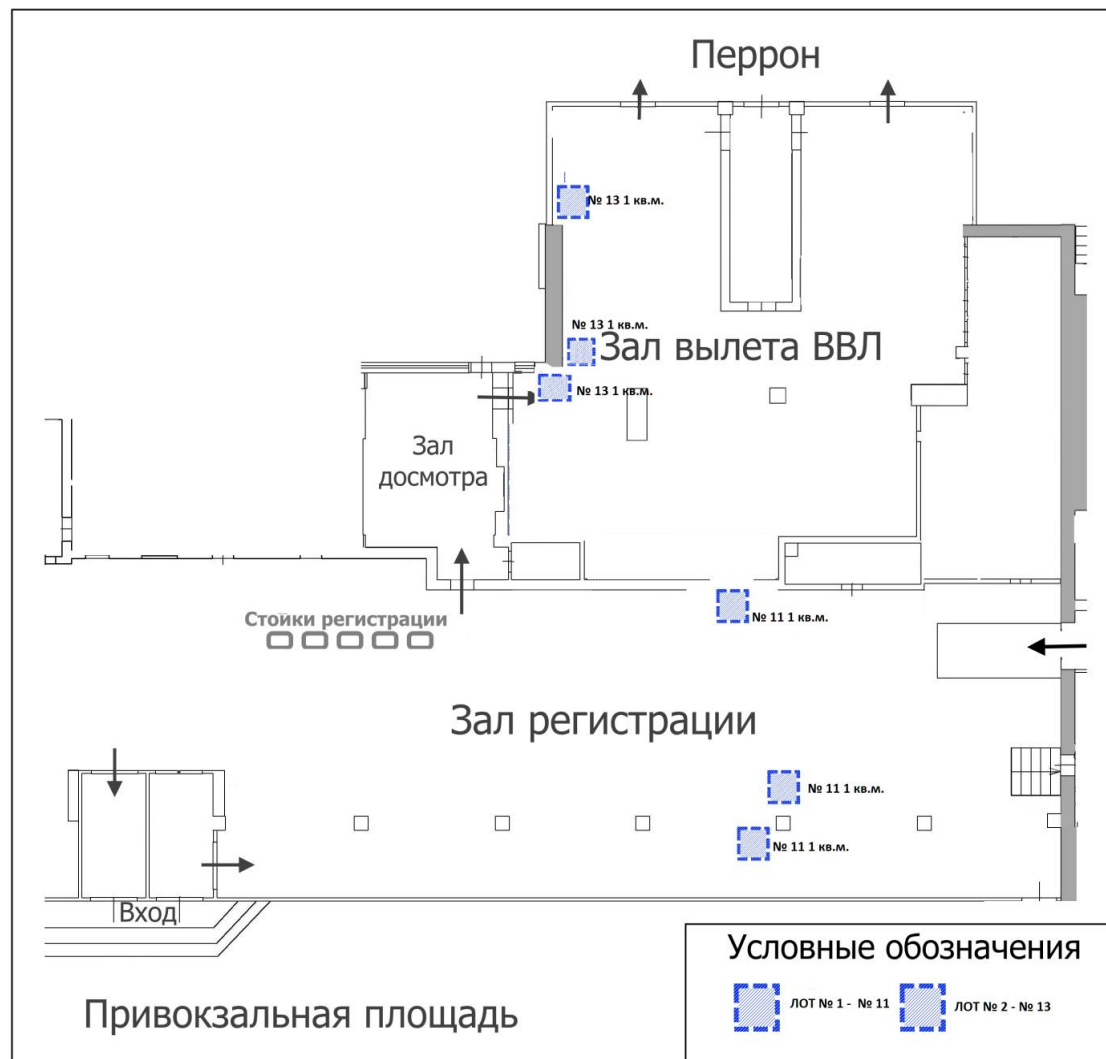 Перрон
№ 13 1 кв.м.
№ 13 1 кв.м.
Зал вылета ВВЛ
№ 13 1 кв.м.
Зал
досмотра
№ 11 1 кв.м.
Стойки регистрации
Зал регистрации
№ 11 1 кв.м.
№ 11 1 кв.м.
Вход
Привокзальная площадь
Условные обозначения
ЛОТ № 1 - № 11
ЛОТ № 2 - № 13